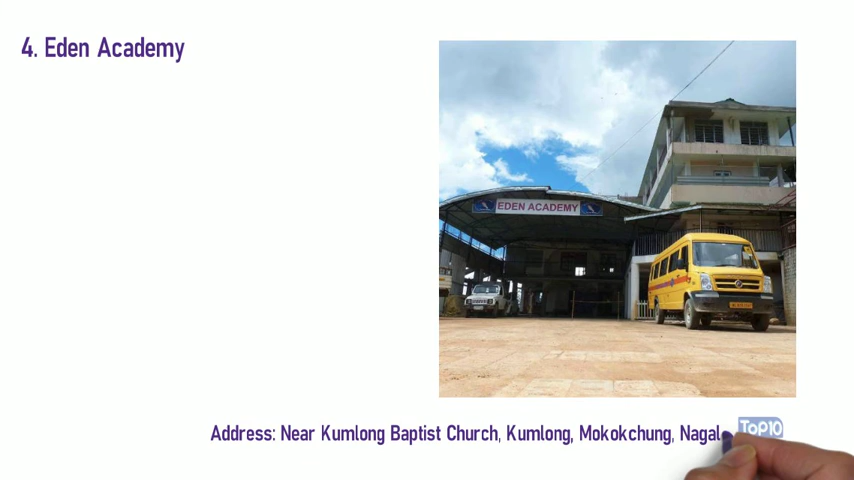 4. Eden Academy
EDEN ACADEMY
Address: Near Kumlong Baptist Church, Kumlong, Mokokchung, Nagal
Top10